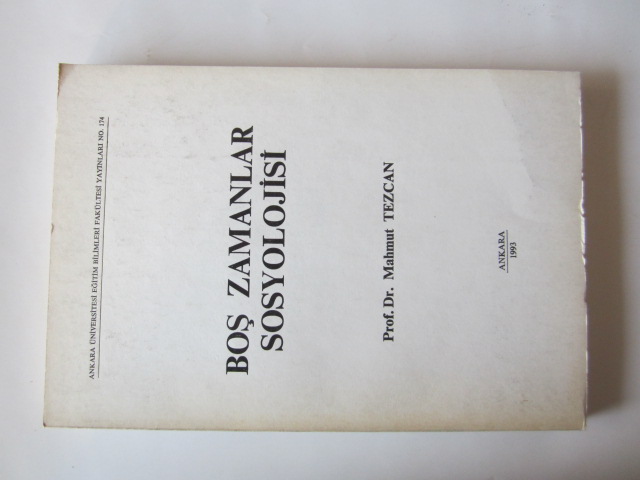 ANKARA ÜNİVERSİTESİ EĞİTİM BİLİMLERİ FAKÜLTESİ YAYINLARI NO. 174
BOŞ ZAMANLAR
SOSYOLOJİSİ
Prof. Dr. Mahmut TEZCAN
ANKARA
1993